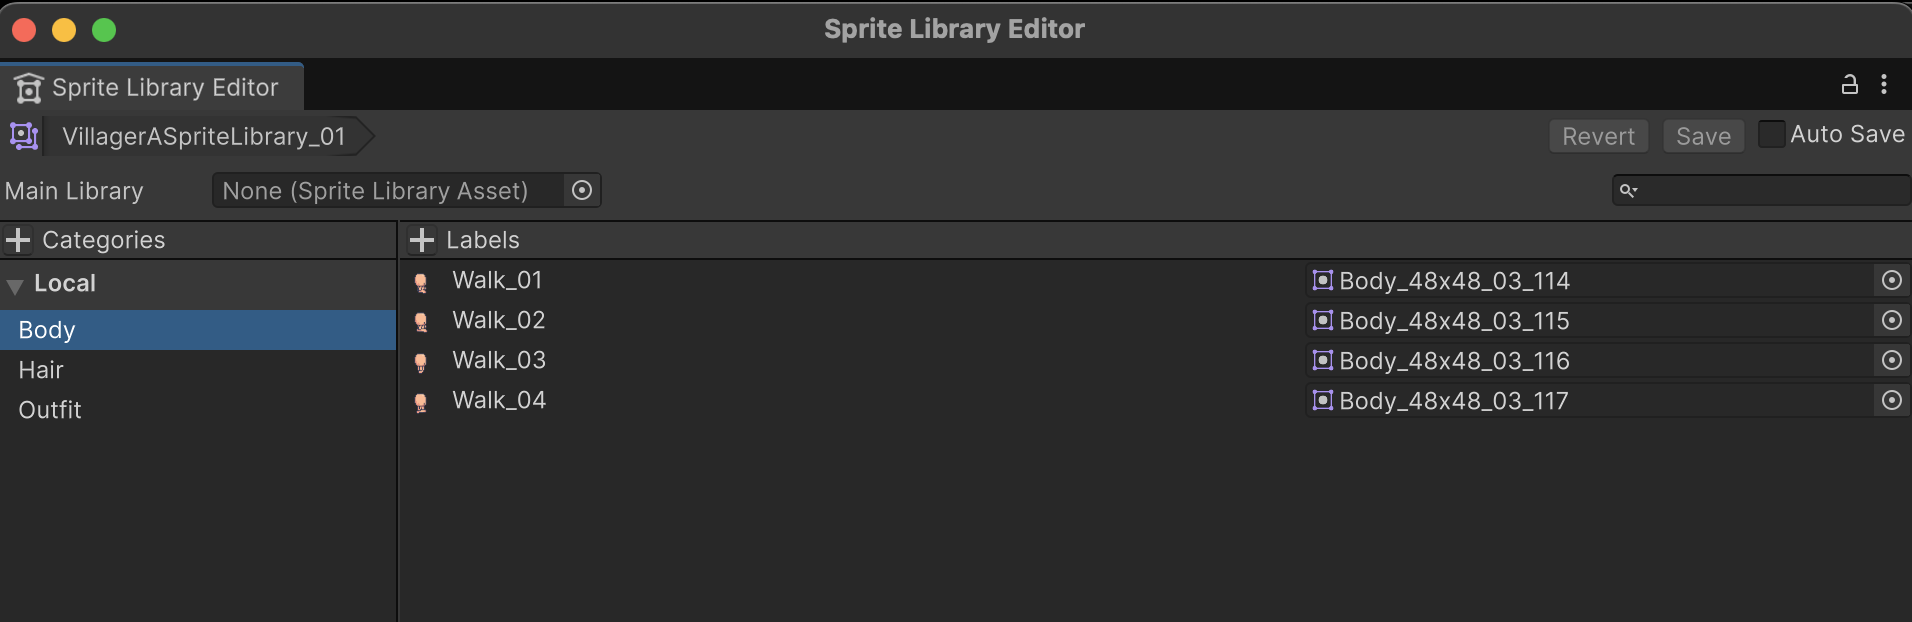 Sprite Library Editor
Sprite Library Editor
VillagerASpriteLibrary_01
Revert Save Auto Save
Main Library None (Sprite Library Asset)
Categories Labels
Local
Body
Hair
Outfit
Walk_01 Body_48x48_03_114
Walk_02 Body_48x48_03_115
Walk_03 Body_48x48_03_116
Walk_04 Body_48x48_03_117